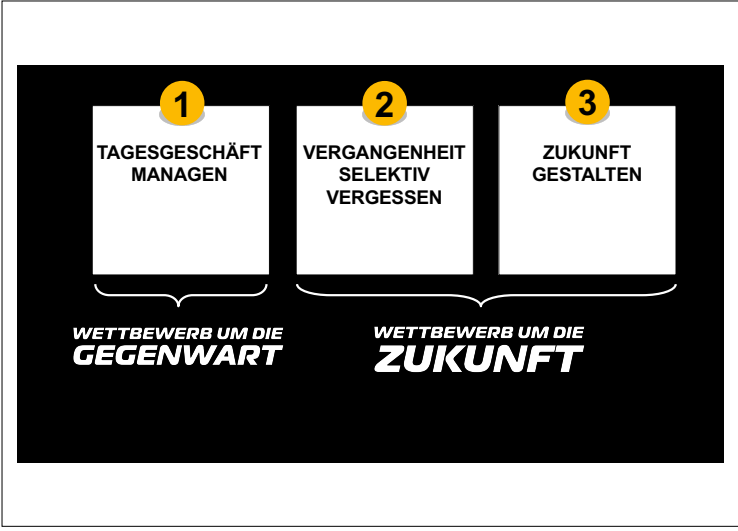 1
TAGESGESCHÄFT
MANAGEN
2
VERGANGENHEIT
SELEKTIV
VERGESSEN
3
ZUKUNFT
GESTALTEN
WETTBEWERB UM DIE
GEGENWART
WETTBEWERB UM DIE
ZUKUNFT